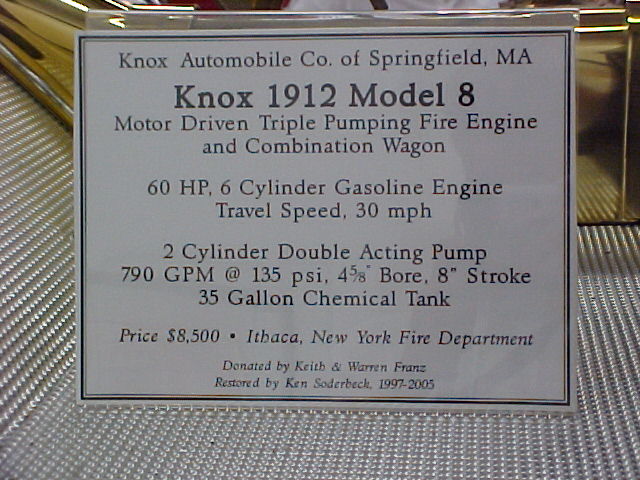 Knox Automobile Co. of Springfield, MA
Knox 1912 Model 8
Motor Driven Triple Pumping Fire Engine
and Combination Wagon
60 HP, 6 Cylinder Gasoline Engine
Travel Speed, 30 mph
2 Cylinder Double Acting Pump
790 GPM @ 135 psi, 4⅝" Bore, 8" Stroke
35 Gallon Chemical Tank
Price $8,500 • Ithaca, New York Fire Department
Donated by Keith & Warren Franz
Restored by Ken Soderbeck, 1997-2005